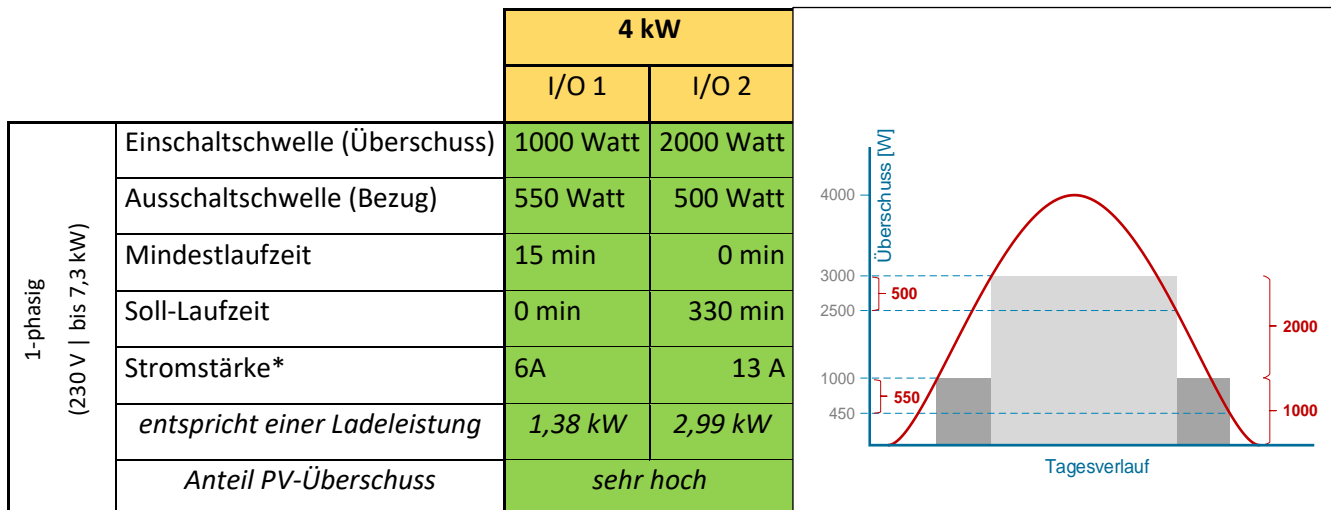 4 kW
I/O 1 I/O 2
1-phasig
(230 V | bis 7,3 kW)
Einschaltschwelle (Überschuss) 1000 Watt 2000 Watt
Ausschaltschwelle (Bezug) 550 Watt 500 Watt
Mindestlaufzeit 15 min 0 min
Soll-Laufzeit 0 min 330 min
Stromstärke* 6A 13 A
entspricht einer Ladeleistung 1,38 kW 2,99 kW
Anteil PV-Überschuss sehr hoch
Überschuss [W]
4000
3000
500
2500
2000
1000
550
450
1000
Tagesverlauf